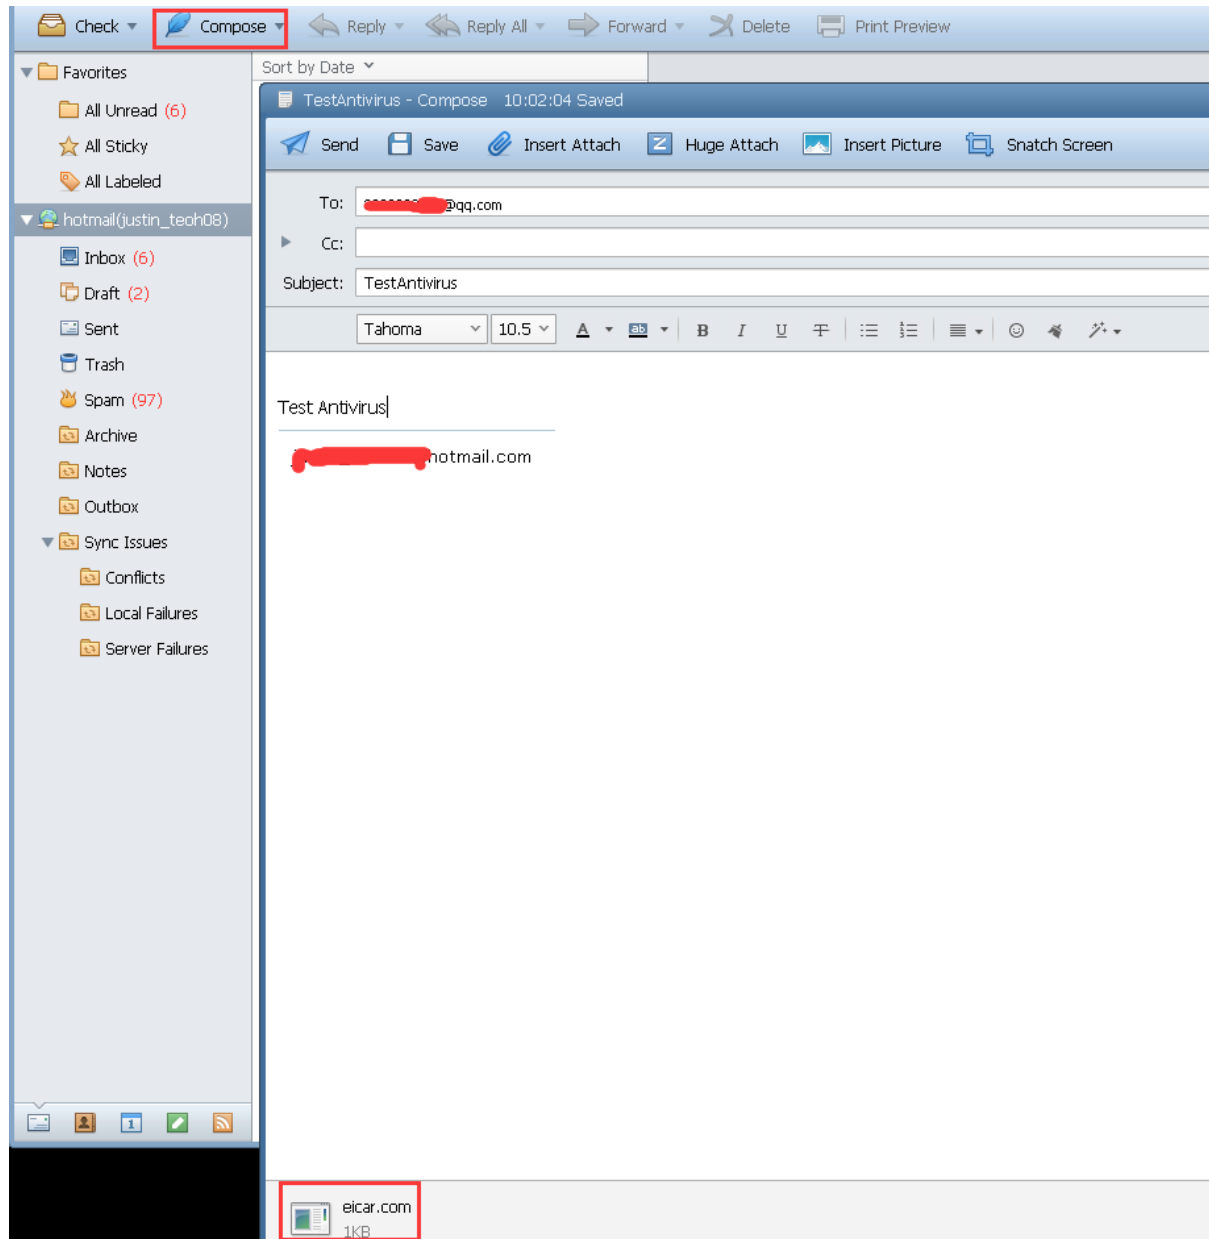 Check Compose Reply Reply All Forward Delete Print Preview
Favorites
Sort by Date
All Unread (6)
TestAntivirus - Compose 10:02:04 Saved
All Sticky
Send Save Insert Attach Huge Attach Insert Picture Snatch Screen
All Labeled
To: @qq.com
hotmail(justin_teoh08)
Cc:
Inbox (6)
Subject: TestAntivirus
Draft (2)
Tahoma 10.5 A ab B I U
Sent
Trash
Spam (97)
Test Antivirus
Archive
hotmail.com
Notes
Outbox
Sync Issues
Conflicts
Local Failures
Server Failures
1
eicar.com
1KB